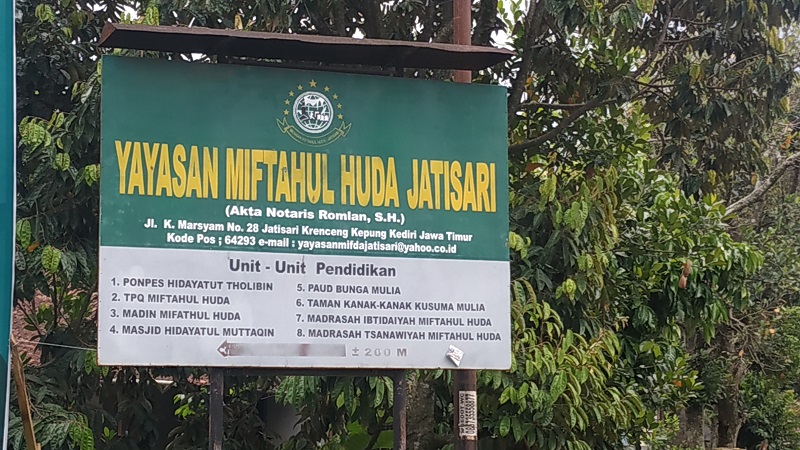 YAYASAN MIFTAHUL HUDA JATISARI
(Akta Notaris Romlan, S.H.)
Jl. K. Marsyam No. 28 Jatisari Krenceng Kepung Kediri Jawa Timur
Kode Pos ; 64293 e-mail : yayasanmifdajatisari@yahoo.co.id
Unit - Unit Pendidikan
1. PONPES HIDAYATUT THOLIBIN
2. TPQ MIFTAHUL HUDA
3. MADIN MIFATHUL HUDA
4. MASJID HIDAYATUL MUTTAQIN
5. PAUD BUNGA MULIA
6. TAMAN KANAK-KANAK KUSUMA MULIA
7. MADRASAH IBTIDAIYAH MIFTAHUL HUDA
8. MADRASAH TSANAWIYAH MIFTAHUL HUDA
± 200 M